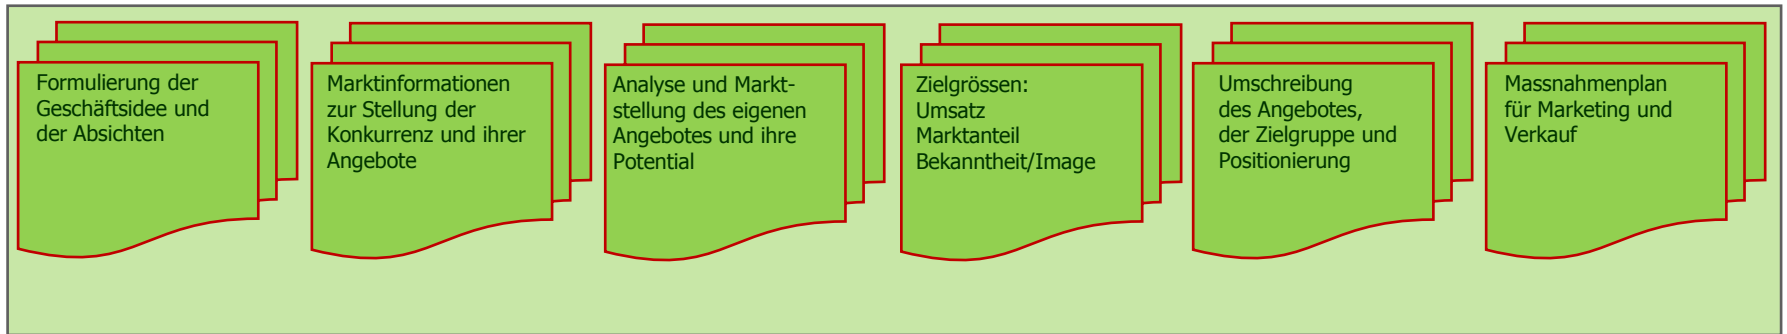 Formulierung der
Geschäftsidee und
der Absichten
Marktinformationen
zur Stellung der
Konkurrenz und ihrer
Angebote
Analyse und Markt-
stellung des eigenen
Angebotes und ihre
Potential
Zielgrössen:
Umsatz
Marktanteil
Bekanntheit/Image
Umschreibung
des Angebotes,
der Zielgruppe und
Positionierung
Massnahmenplan
für Marketing und
Verkauf